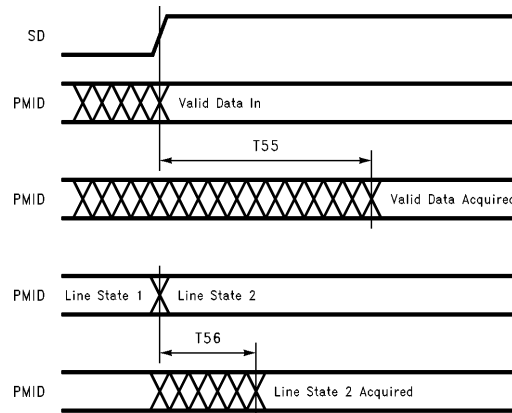 SD
PMID Valid Data In
T55
PMID Valid Data Acquired
PMID Line State 1 Line State 2
T56
PMID Line State 2 Acquired